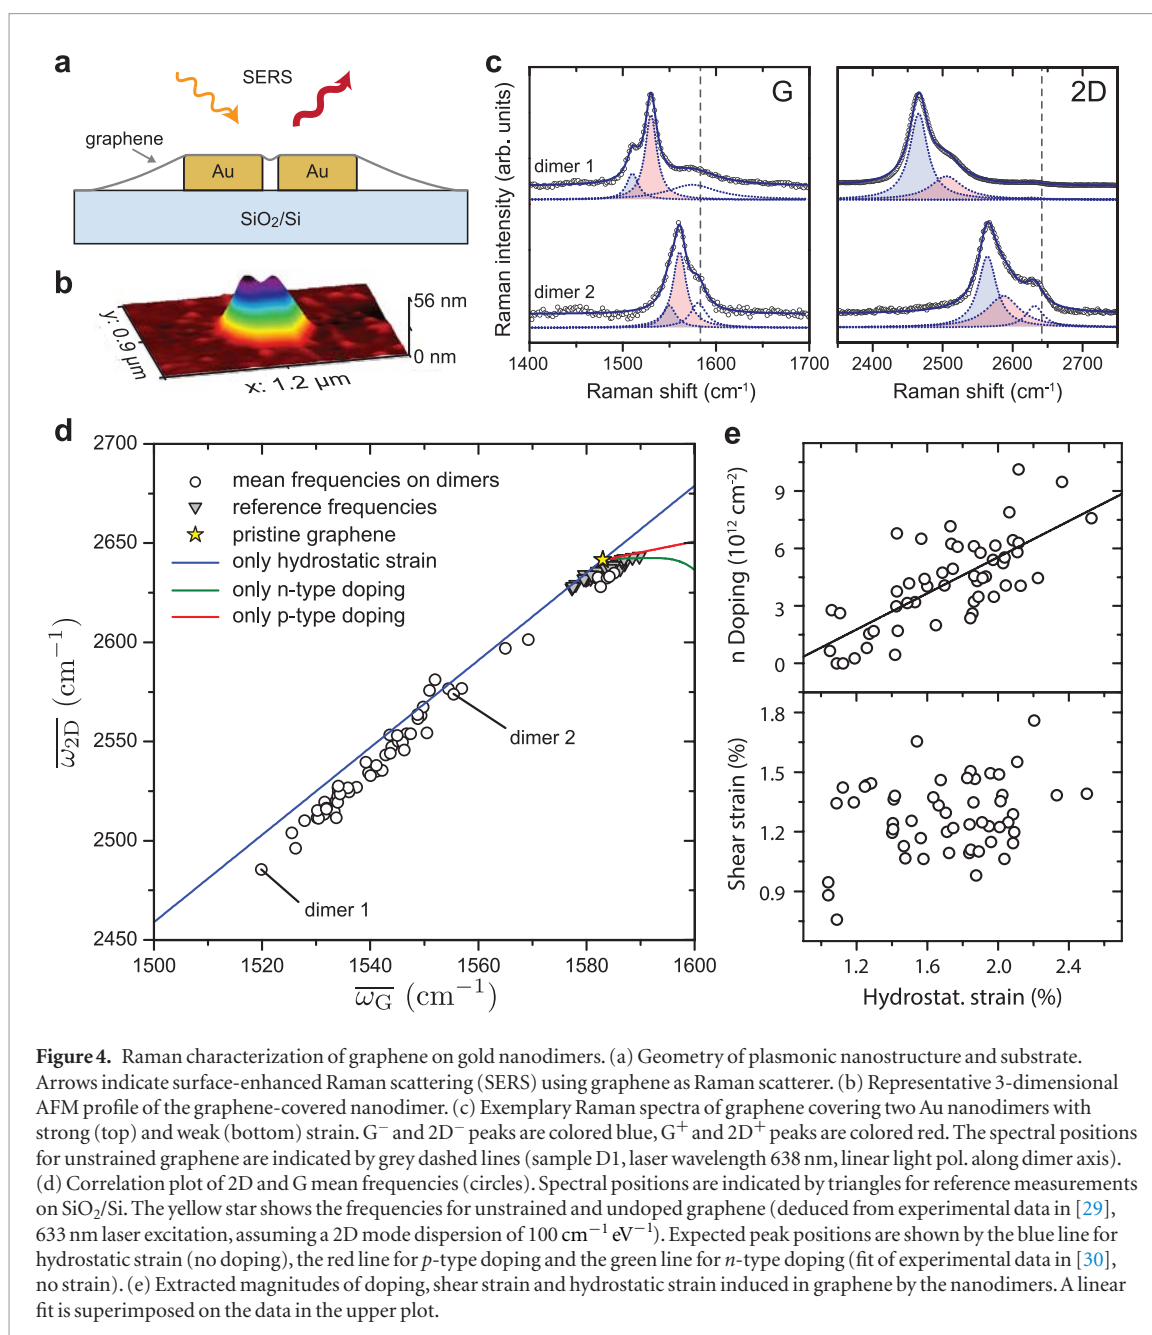 a
SERS
graphene
Au
Au
SiO2/Si
b
56 nm
0 nm
y: 0.9 μm
x: 1.2 μm
c
Raman intensity (arb. units)
G
2D
dimer 1
dimer 2
1400 1500 1600 1700
2400 2500 2600 2700
Raman shift (cm-1)
Raman shift (cm-1)
d
2700
2650
2600
2550
2500
2450
ω2D (cm−1)
mean frequencies on dimers
reference frequencies
pristine graphene
only hydrostatic strain
only n-type doping
only p-type doping
dimer 2
dimer 1
1500 1520 1540 1560 1580 1600
ωG (cm−1)
e
n Doping (10^12 cm-2)
9
6
3
0
Shear strain (%)
1.8
1.5
1.2
0.9
1.2 1.6 2.0 2.4
Hydrostat. strain (%)
Figure 4. Raman characterization of graphene on gold nanodimers. (a) Geometry of plasmonic nanostructure and substrate.
Arrows indicate surface-enhanced Raman scattering (SERS) using graphene as Raman scatterer. (b) Representative 3-dimensional
AFM profile of the graphene-covered nanodimer. (c) Exemplary Raman spectra of graphene covering two Au nanodimers with
strong (top) and weak (bottom) strain. G− and 2D− peaks are colored blue, G+ and 2D+ peaks are colored red. The spectral positions
for unstrained graphene are indicated by grey dashed lines (sample D1, laser wavelength 638 nm, linear light pol. along dimer axis).
(d) Correlation plot of 2D and G mean frequencies (circles). Spectral positions are indicated by triangles for reference measurements
on SiO2/Si. The yellow star shows the frequencies for unstrained and undoped graphene (deduced from experimental data in [29],
633 nm laser excitation, assuming a 2D mode dispersion of 100 cm−1 eV−1). Expected peak positions are shown by the blue line for
hydrostatic strain (no doping), the red line for p-type doping and the green line for n-type doping (fit of experimental data in [30],
no strain). (e) Extracted magnitudes of doping, shear strain and hydrostatic strain induced in graphene by the nanodimers. A linear
fit is superimposed on the data in the upper plot.